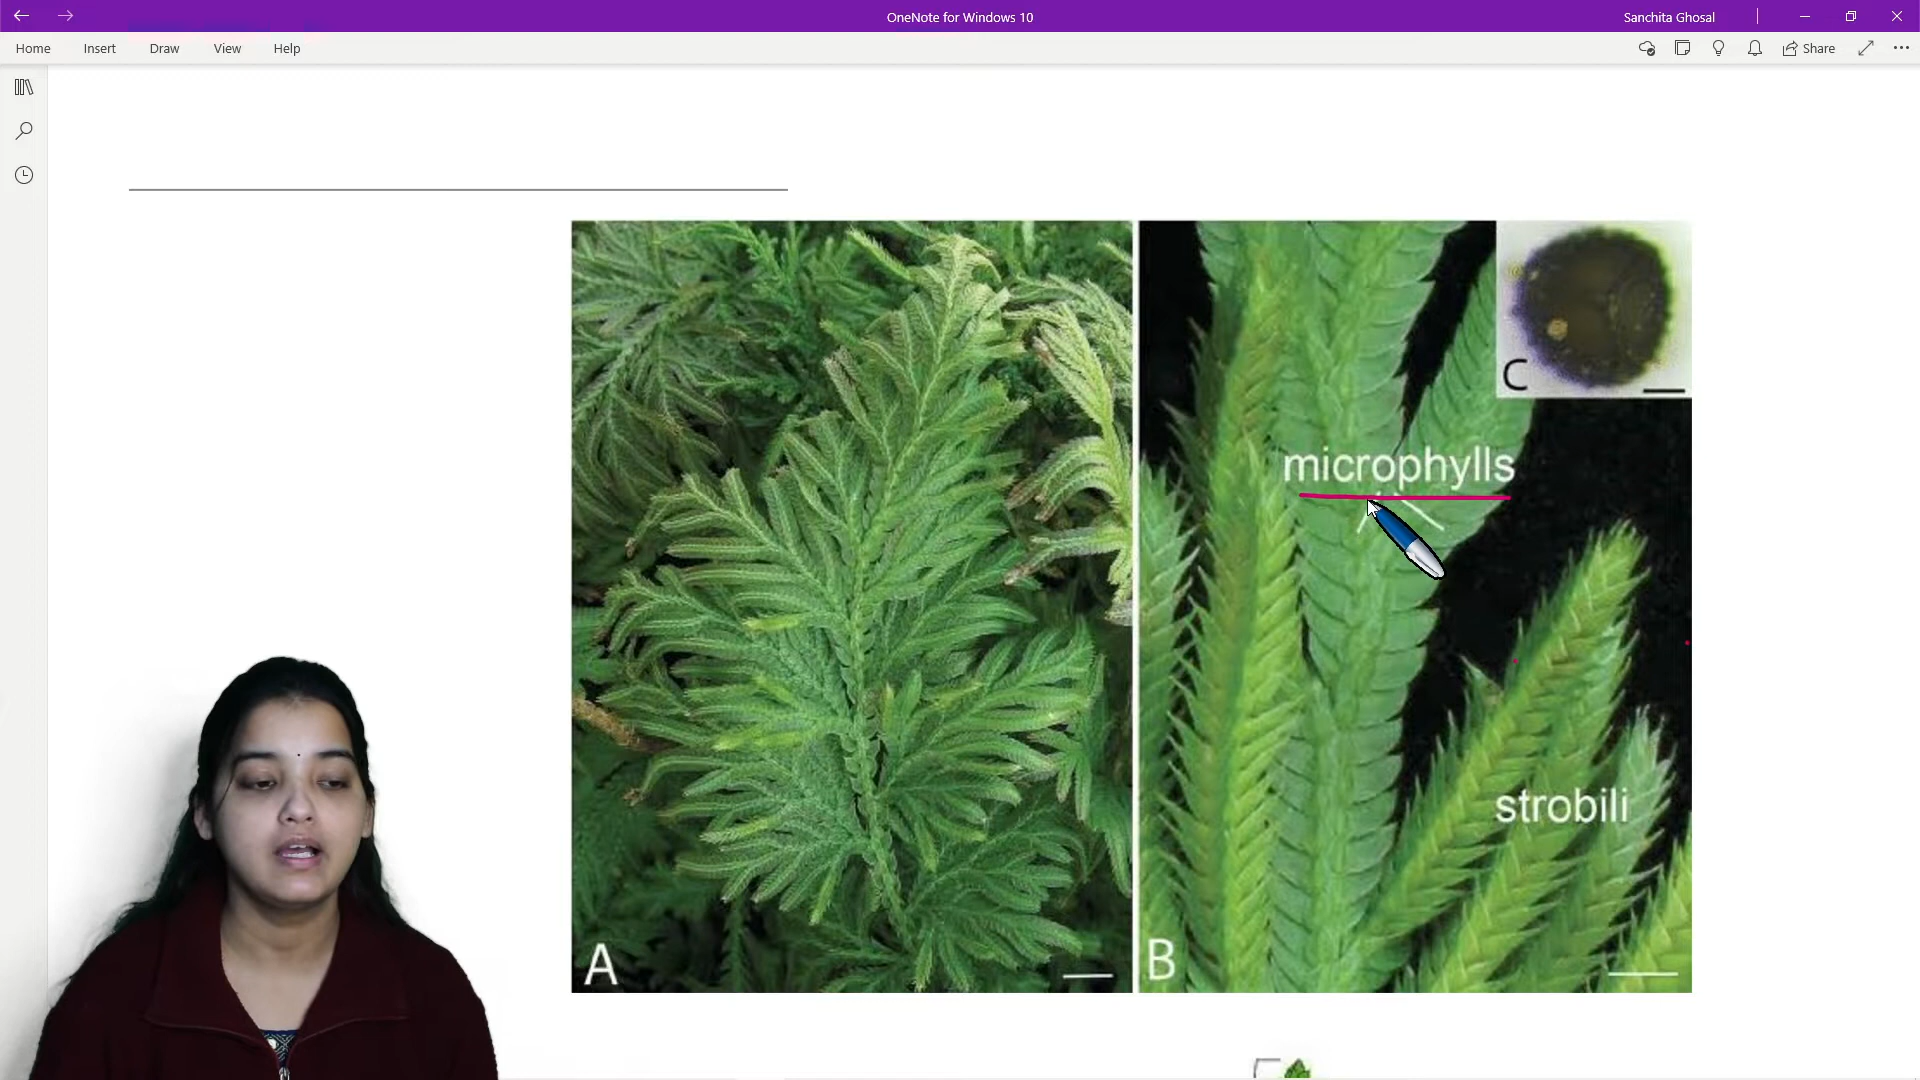 OneNote for Windows 10
Sanchita Ghosal
Home Insert Draw View Help
Share
C
microphylls
strobili
A
B